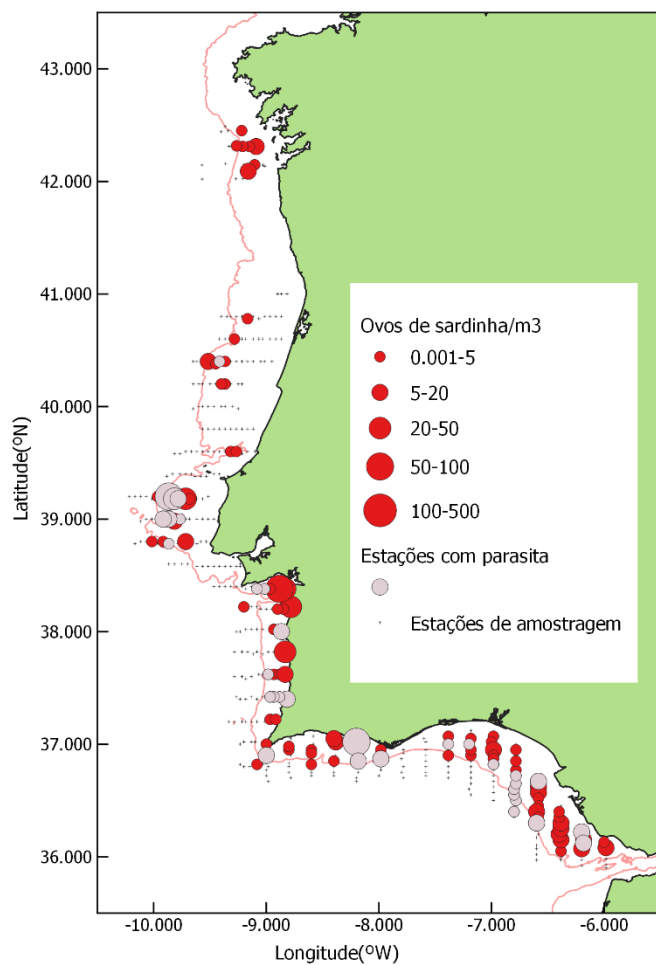 43.000
42.000
41.000
40.000
39.000
38.000
37.000
36.000
Latitude(ºN)
Ovos de sardinha/m3
0.001-5
5-20
20-50
50-100
100-500
Estações com parasita
Estações de amostragem
-10.000 -9.000 -8.000 -7.000 -6.000
Longitude(ºW)